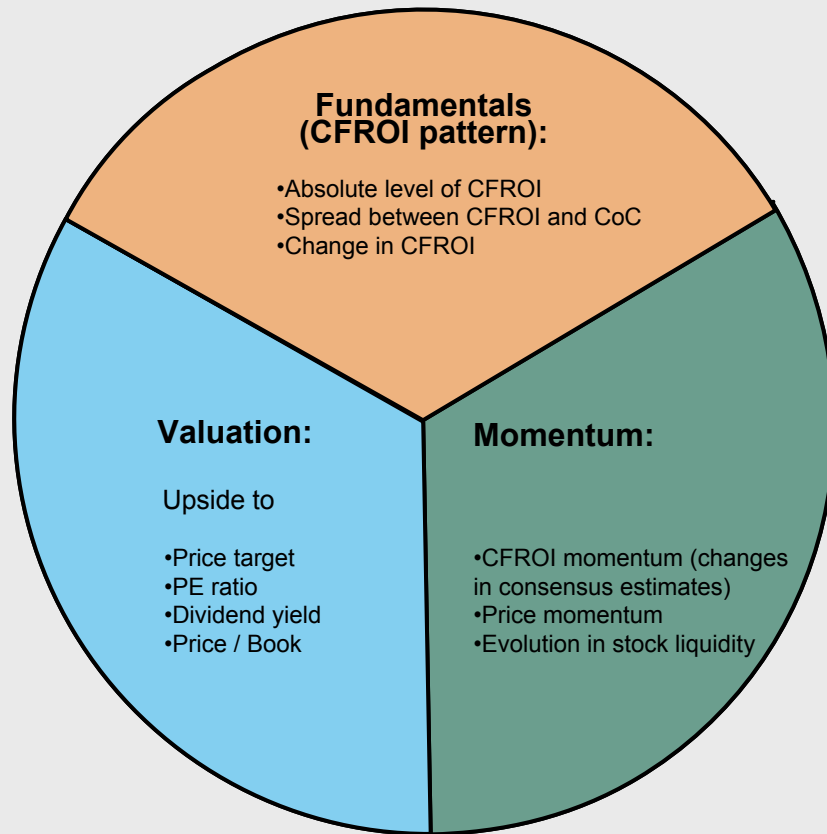 Fundamentals
(CFROI pattern):
•Absolute level of CFROI
•Spread between CFROI and CoC
•Change in CFROI
Valuation:
Upside to
•Price target
•PE ratio
•Dividend yield
•Price / Book
Momentum:
•CFROI momentum (changes
in consensus estimates)
•Price momentum
•Evolution in stock liquidity